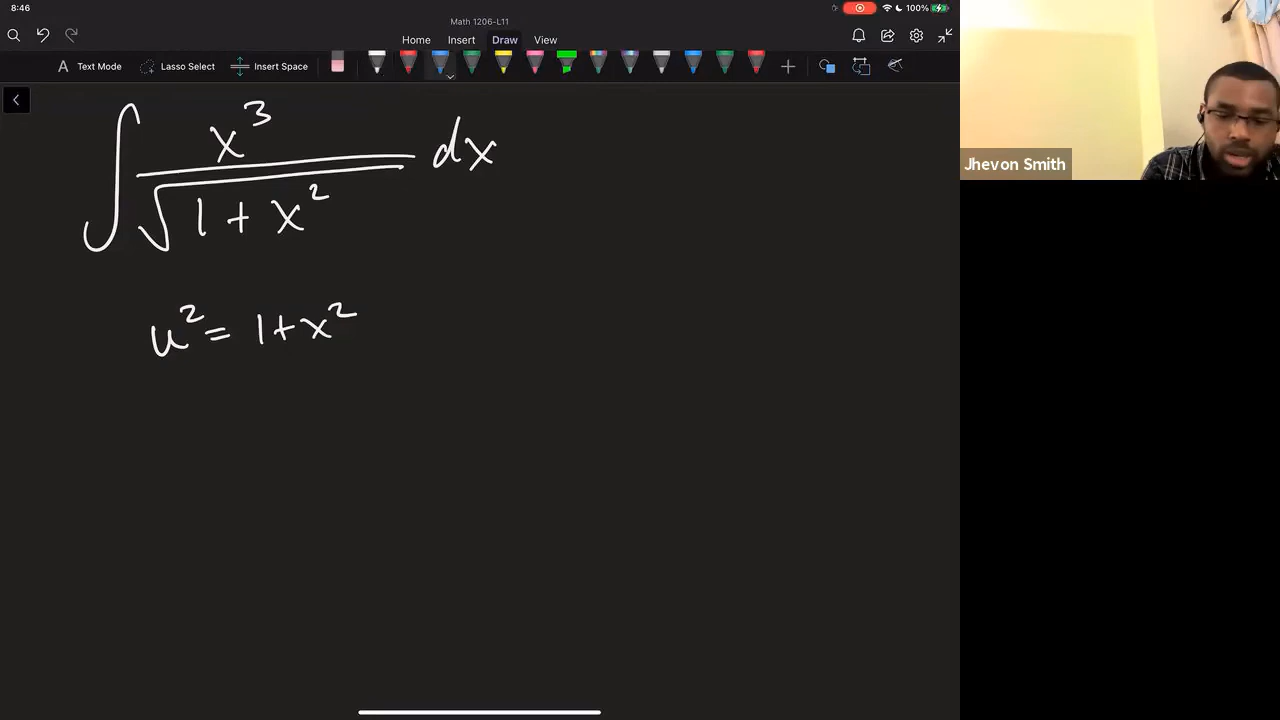 8:46
100%
Math 1206-L11
Home Insert Draw View
Text Mode Lasso Select Insert Space
∫ x³ / √(1 + x²) dx
u² = 1 + x²
Jhevon Smith